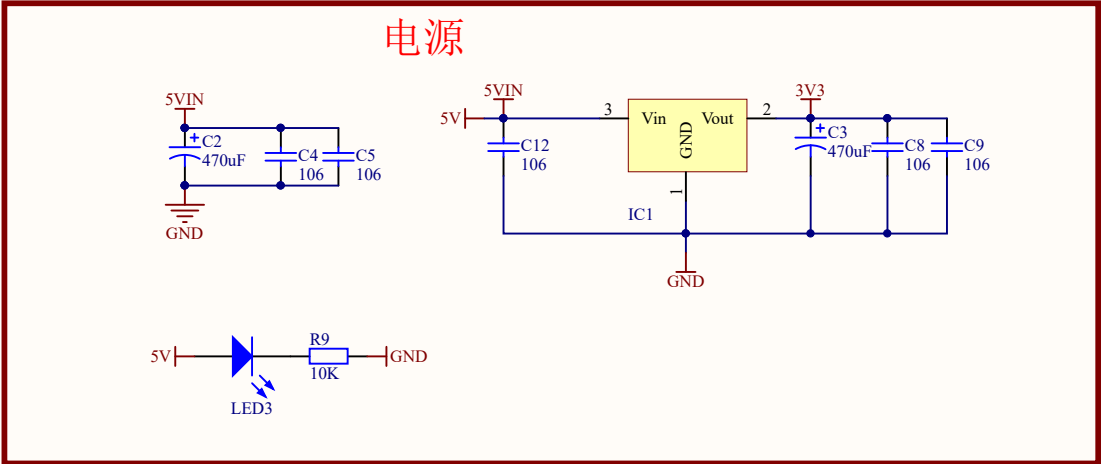 电源
5VIN
+
C2
470uF
C4
106
C5
106
GND
5VIN
5V
3
Vin
GND
Vout
2
3V3
C12
106
1
IC1
+
C3
470uF
C8
106
C9
106
GND
5V
LED3
R9
10K
GND